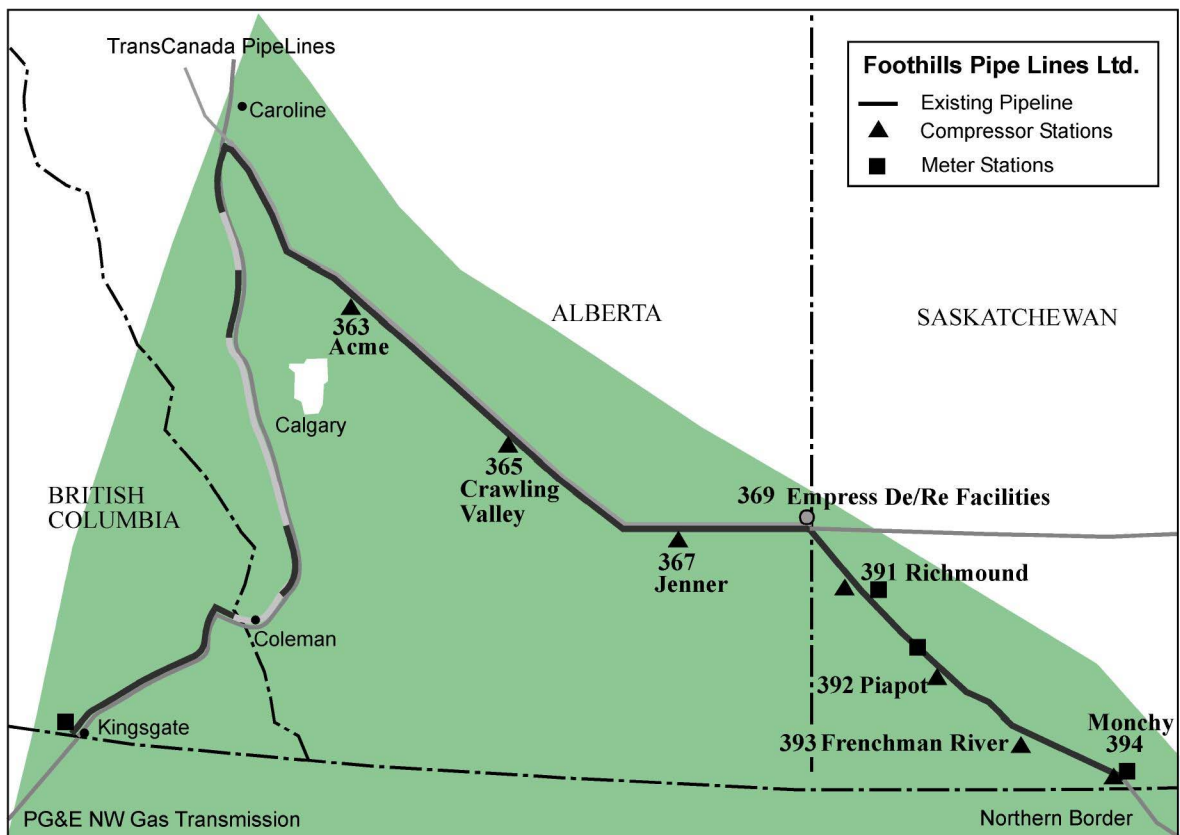 TransCanada PipeLines
Caroline
Foothills Pipe Lines Ltd.
Existing Pipeline
Compressor Stations
Meter Stations
363
Acme
ALBERTA
SASKATCHEWAN
Calgary
365
Crawling
Valley
BRITISH
COLUMBIA
369 Empress De/Re Facilities
367
Jenner
391 Richmound
Coleman
392 Piapot
Kingsgate
393 Frenchman River
Monchy
394
PG&E NW Gas Transmission
Northern Border